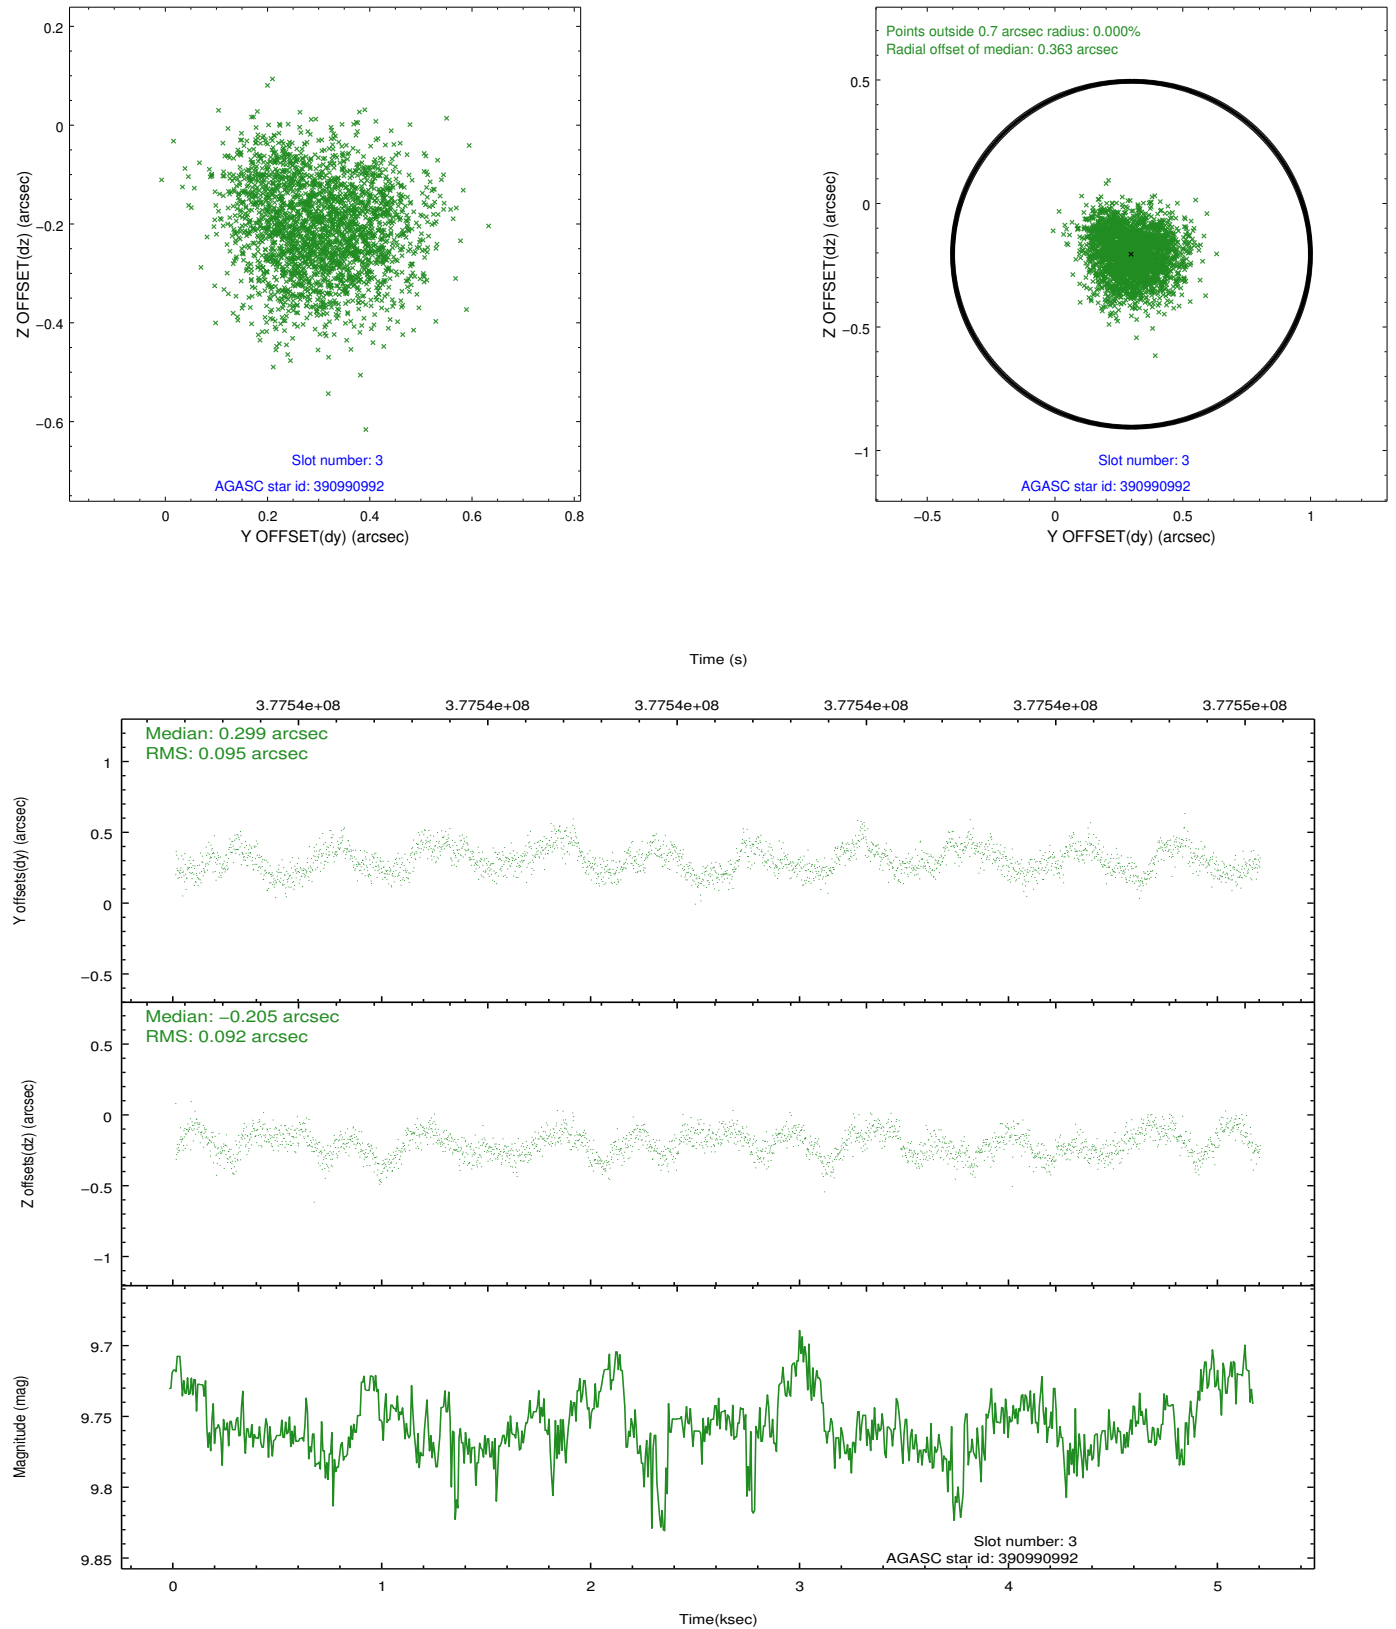 0.2
0
−0.2
−0.4
−0.6
Z OFFSET(dz) (arcsec)
Slot number: 3
AGASC star id: 390990992
0 0.2 0.4 0.6 0.8
Y OFFSET(dy) (arcsec)
Points outside 0.7 arcsec radius: 0.000%
Radial offset of median: 0.363 arcsec
0.5
0
−0.5
−1
Z OFFSET(dz) (arcsec)
Slot number: 3
AGASC star id: 390990992
−0.5 0 0.5 1
Y OFFSET(dy) (arcsec)
Time (s)
3.7754e+08 3.7754e+08 3.7754e+08 3.7754e+08 3.7754e+08 3.7755e+08
Median: 0.299 arcsec
RMS: 0.095 arcsec
1
0.5
0
−0.5
Y offsets(dy) (arcsec)
Median: −0.205 arcsec
RMS: 0.092 arcsec
0.5
0
−0.5
−1
Z offsets(dz) (arcsec)
9.7
9.75
9.8
9.85
Magnitude (mag)
Slot number: 3
AGASC star id: 390990992
0 1 2 3 4 5
Time(ksec)